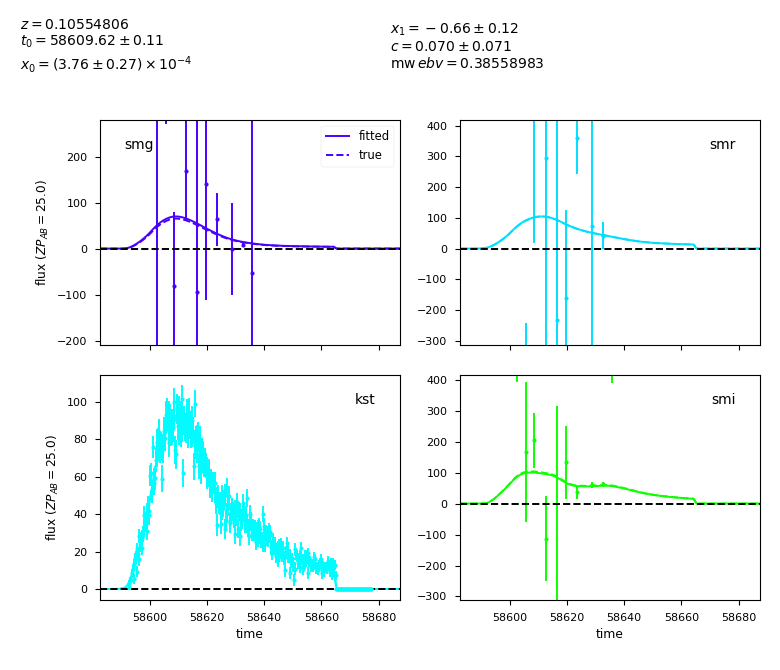 z = 0.10554806
t₀ = 58609.62 ± 0.11
x₀ = (3.76 ± 0.27) × 10⁻⁴
x₁ = −0.66 ± 0.12
c = 0.070 ± 0.071
mw ebv = 0.38558983
smg
fitted
true
200
100
0
−100
−200
flux (ZP_AB = 25.0)
smr
400
300
200
100
0
−100
−200
−300
kst
100
80
60
40
20
0
flux (ZP_AB = 25.0)
58600 58620 58640 58660 58680
time
smi
400
300
200
100
0
−100
−200
−300
58600 58620 58640 58660 58680
time